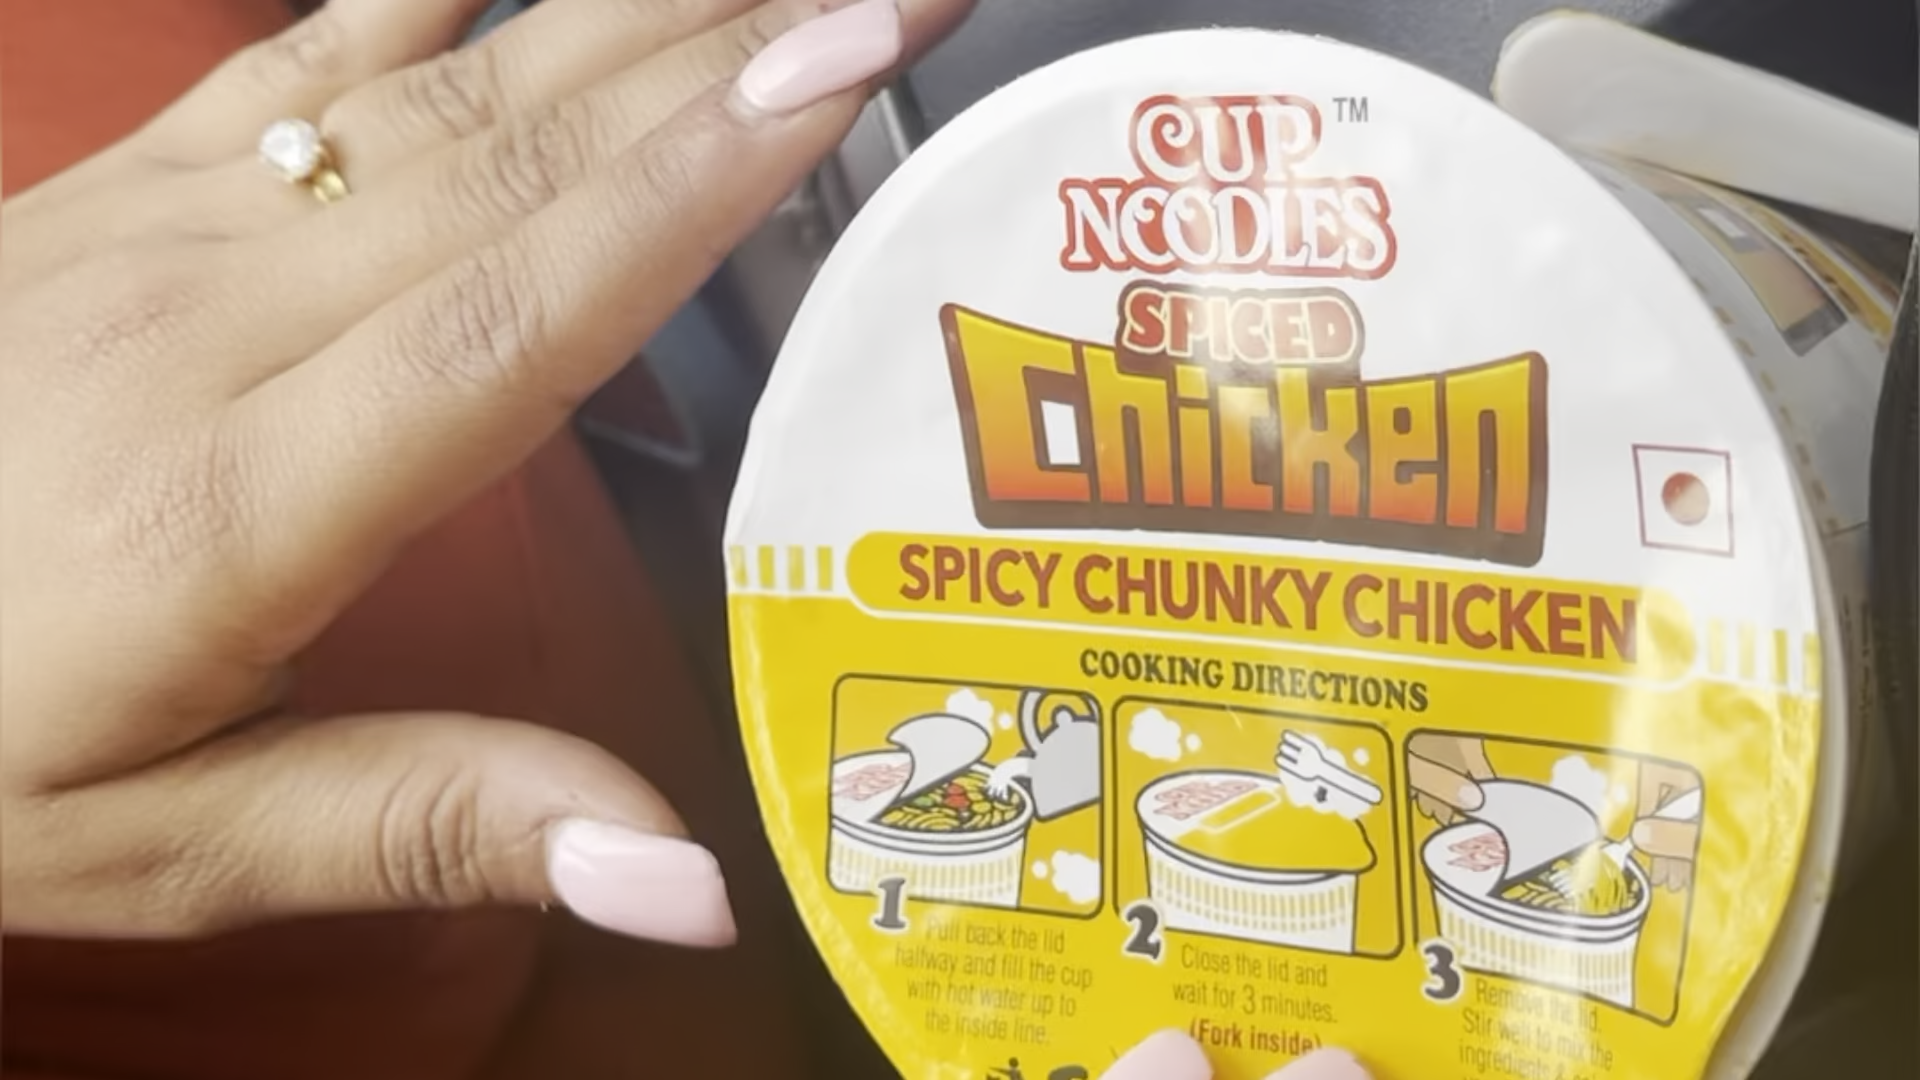 CUP TM
NOODLES
SPICED
Chicken
SPICY CHUNKY CHICKEN
COOKING DIRECTIONS
1
Pull back the lid
halfway and fill the cup
with hot water up to
the inside line.
2
Close the lid and
wait for 3 minutes.
(Fork inside)
3
Remove the lid.
Stir well to mix the
ingredients &